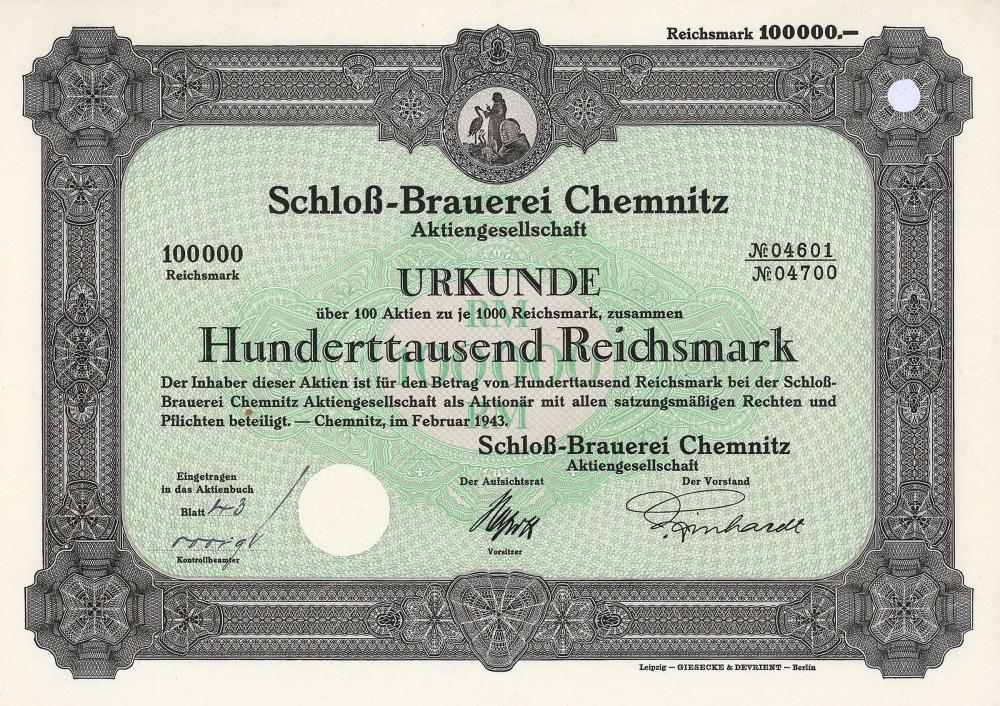 Reichsmark 100000.—
Schloß-Brauerei Chemnitz
Aktiengesellschaft
100000
Reichsmark
№ 04601
№ 04700
URKUNDE
über 100 Aktien zu je 1000 Reichsmark, zusammen
Hunderttausend Reichsmark
RM
100000
RM
Der Inhaber dieser Aktien ist für den Betrag von Hunderttausend Reichsmark bei der Schloß-
Brauerei Chemnitz Aktiengesellschaft als Aktionär mit allen satzungsmäßigen Rechten und
Pflichten beteiligt. — Chemnitz, im Februar 1943.
Schloß-Brauerei Chemnitz
Aktiengesellschaft
Eingetragen
in das Aktienbuch
Blatt
Der Aufsichtsrat
Der Vorstand
Vorsitzer
Kontrollbeamter
Leipzig — GIESECKE & DEVRIENT — Berlin